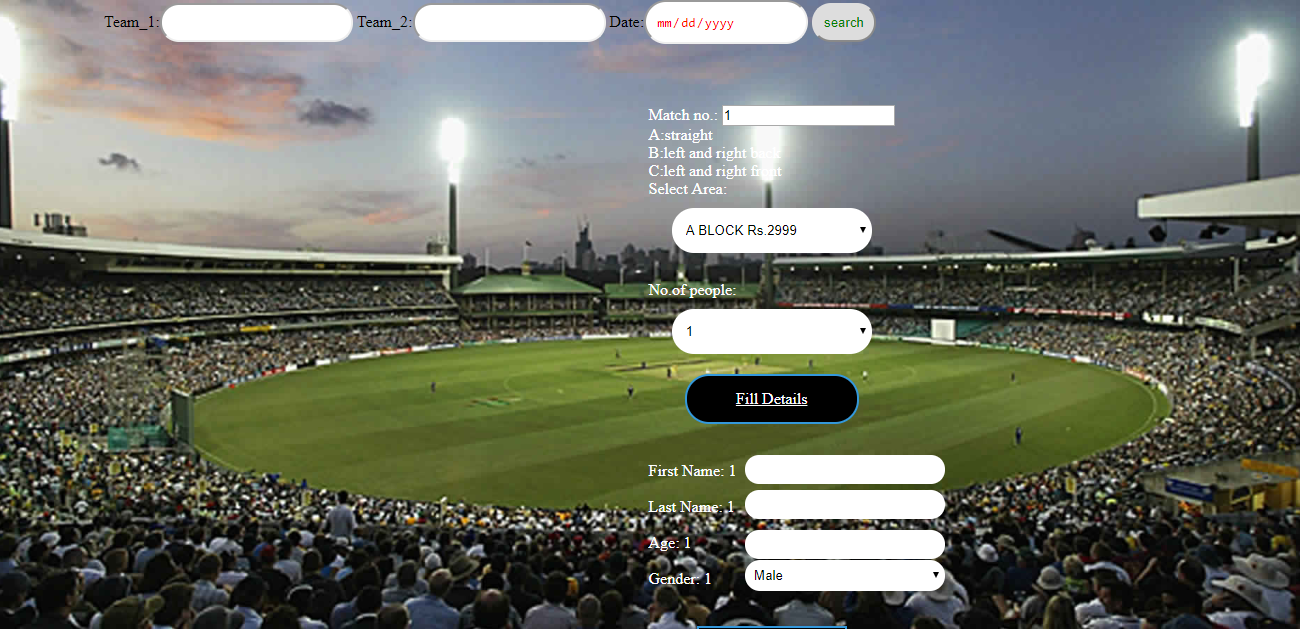 Team_1: Team_2: Date: mm/dd/yyyy search
Match no.: 1
A:straight
B:left and right back
C:left and right front
Select Area:
A BLOCK Rs.2999
No.of people:
1
Fill Details
First Name: 1
Last Name: 1
Age: 1
Gender: 1 Male